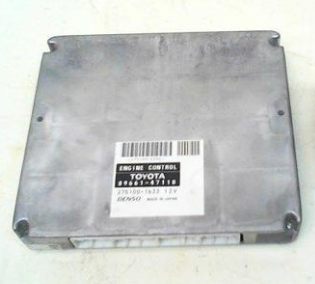 ENGINE CONTROL
TOYOTA
89661-47110
275100-1633 12V
DENSO MADE IN JAPAN